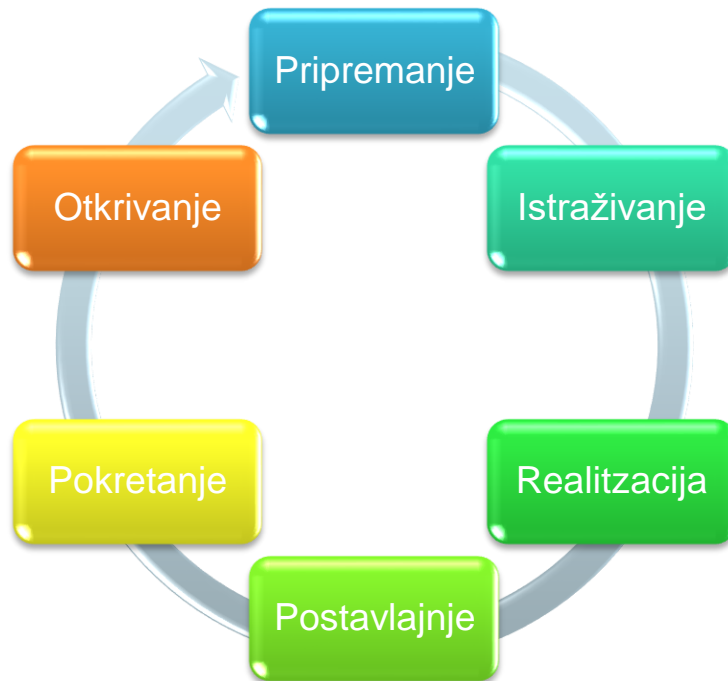 Pripremanje
Istraživanje
Realitzacija
Postavlajnje
Pokretanje
Otkrivanje